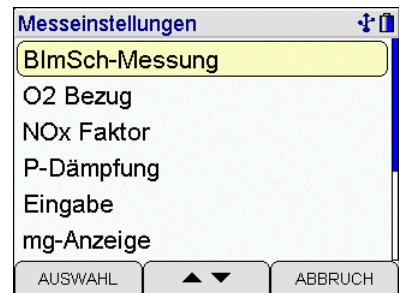 Messeinstellungen
BImSch-Messung
O2 Bezug
NOx Faktor
P-Dämpfung
Eingabe
mg-Anzeige
AUSWAHL ▲ ▼ ABBRUCH